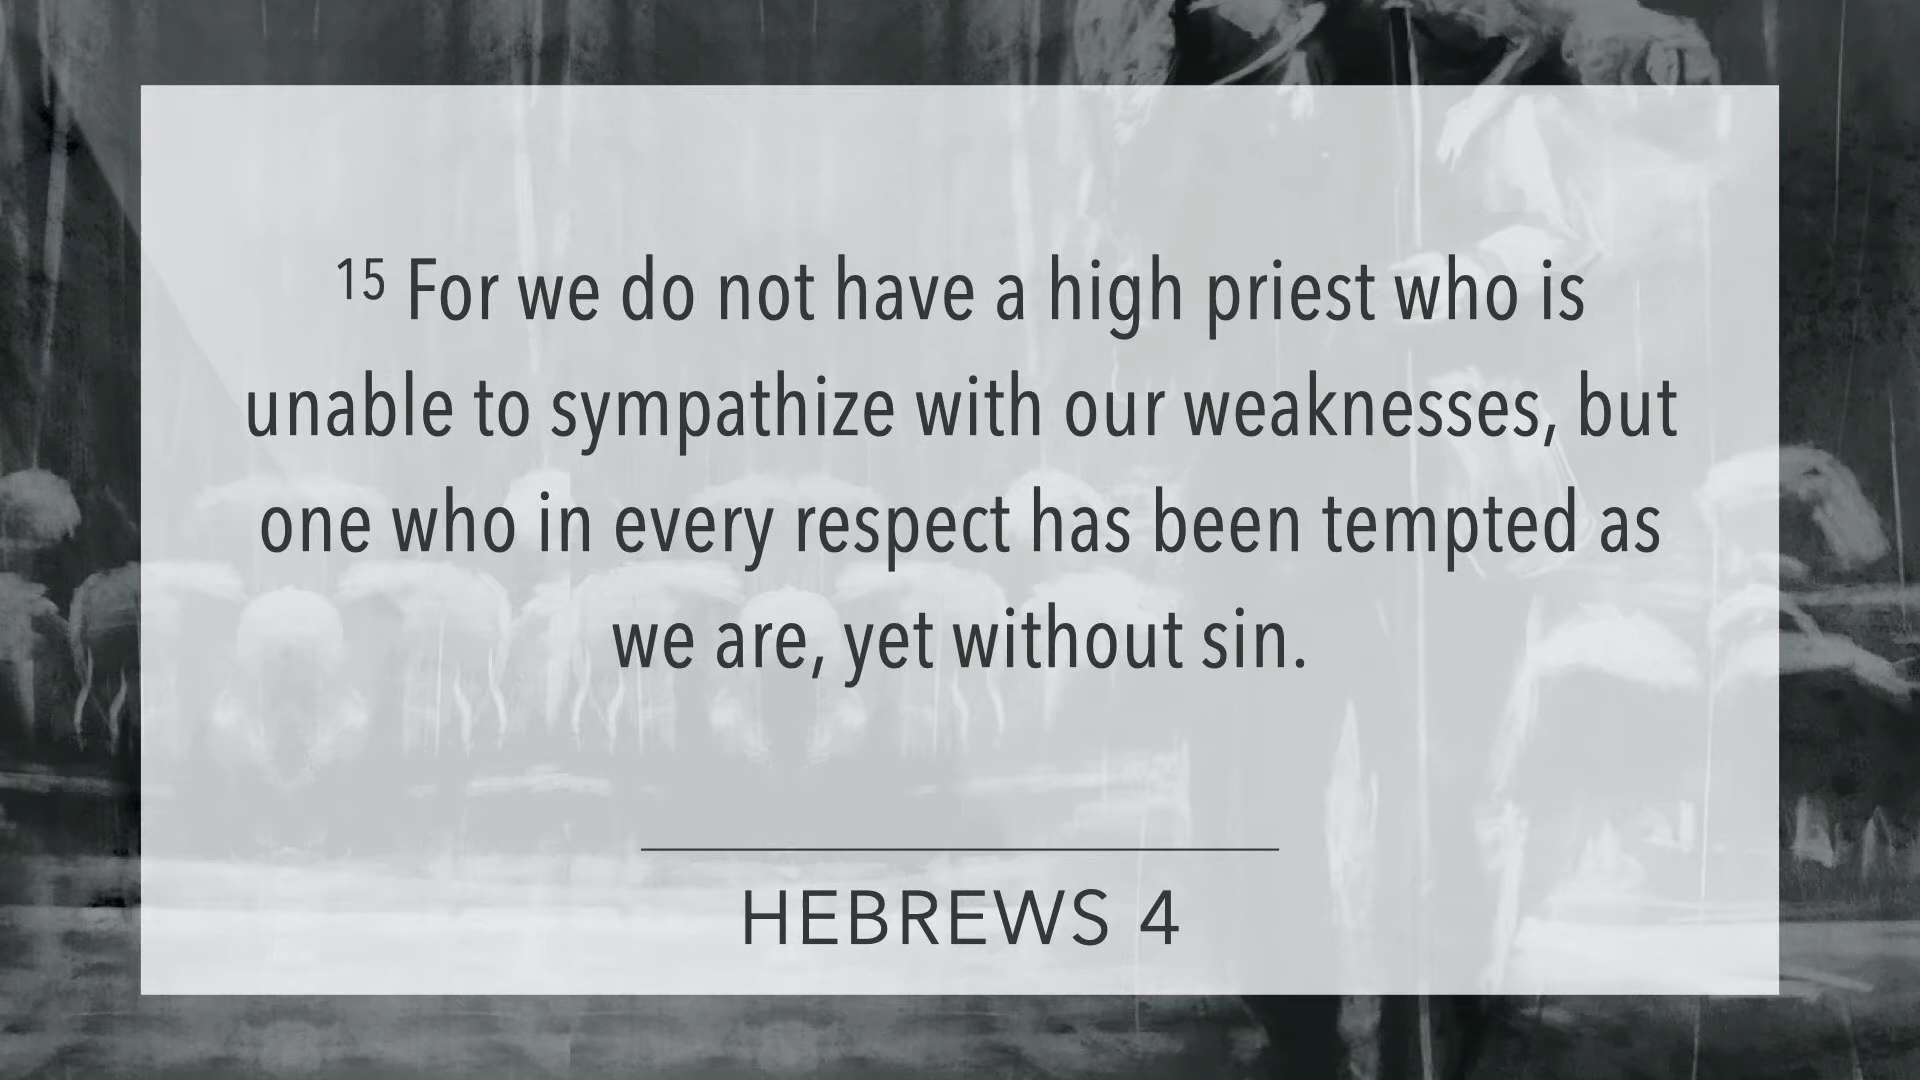 15 For we do not have a high priest who is
unable to sympathize with our weaknesses, but
one who in every respect has been tempted as
we are, yet without sin.
HEBREWS 4